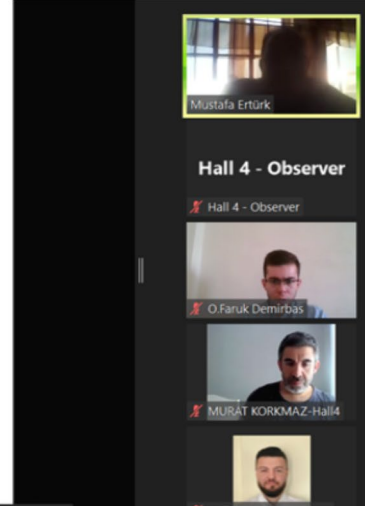 Mustafa Ertürk
Hall 4 - Observer
Hall 4 - Observer
O.Faruk Demirbas
MURAT KORKMAZ-Hall4